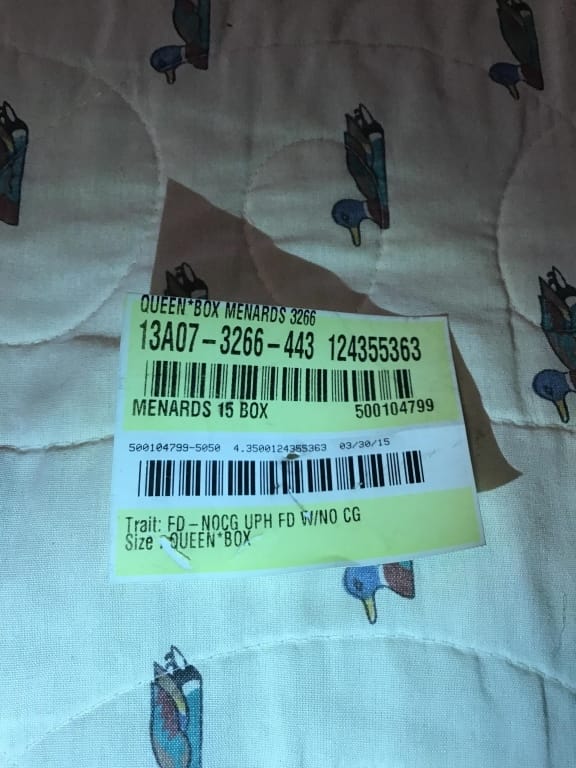 QUEEN*BOX MENARDS 3266
13A07-3266-443 124355363
MENARDS 15 BOX 500104799
500104799-5050 4.3500124355363 03/30/15
Trait: FD-NOCG UPH FD W/NO CG
Size : QUEEN*BOX